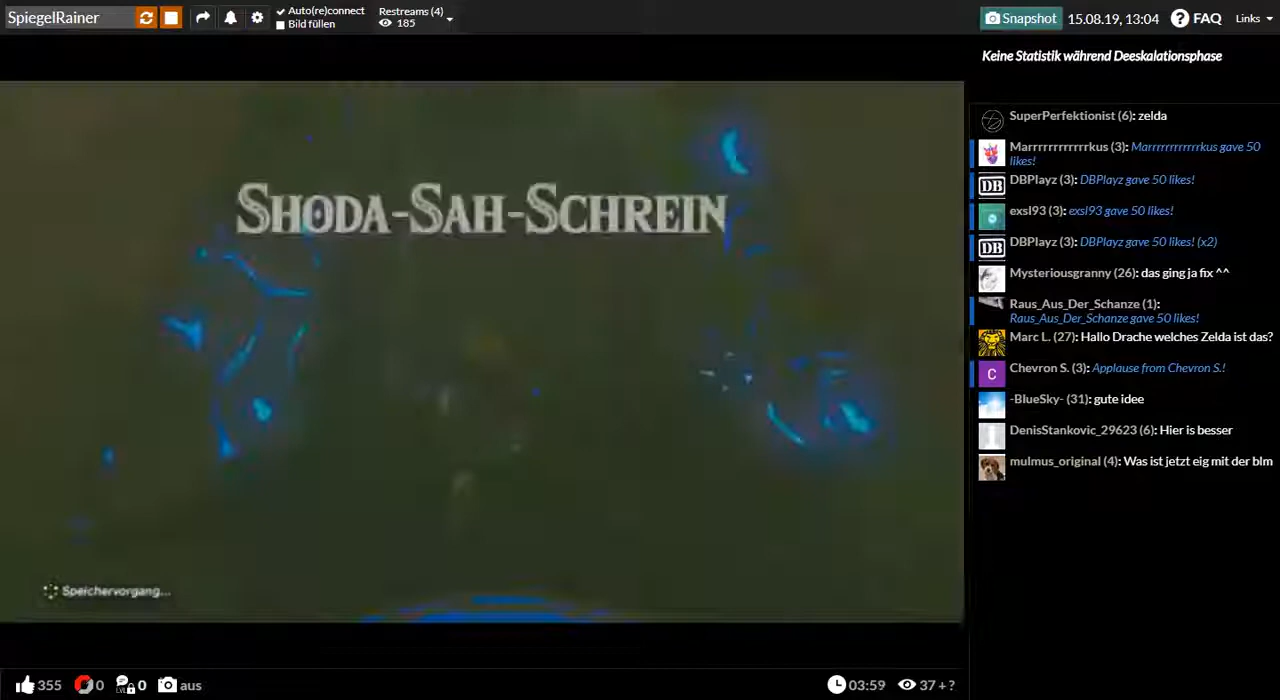 SpiegelRainer
Auto(re)connect
Bild füllen
Restreams (4)
185
Snapshot
15.08.19, 13:04
? FAQ
Links
Keine Statistik während Deeskalationsphase
SHODA-SAH-SCHREIN
Speichervorgang...
SuperPerfektionist (6): zelda
Marrrrrrrrrrrkus (3): Marrrrrrrrrrrkus gave 50
likes!
DB
DBPlayz (3): DBPlayz gave 50 likes!
exsl93 (3): exsl93 gave 50 likes!
DB
DBPlayz (3): DBPlayz gave 50 likes! (x2)
Mysteriousgranny (26): das ging ja fix ^^
Raus_Aus_Der_Schanze (1):
Raus_Aus_Der_Schanze gave 50 likes!
Marc L. (27): Hallo Drache welches Zelda ist das?
C
Chevron S. (3): Applause from Chevron S.!
-BlueSky- (31): gute idee
DenisStankovic_29623 (6): Hier is besser
mulmus_original (4): Was ist jetzt eig mit der blm
355
0
LVL
0
aus
03:59
37 + ?